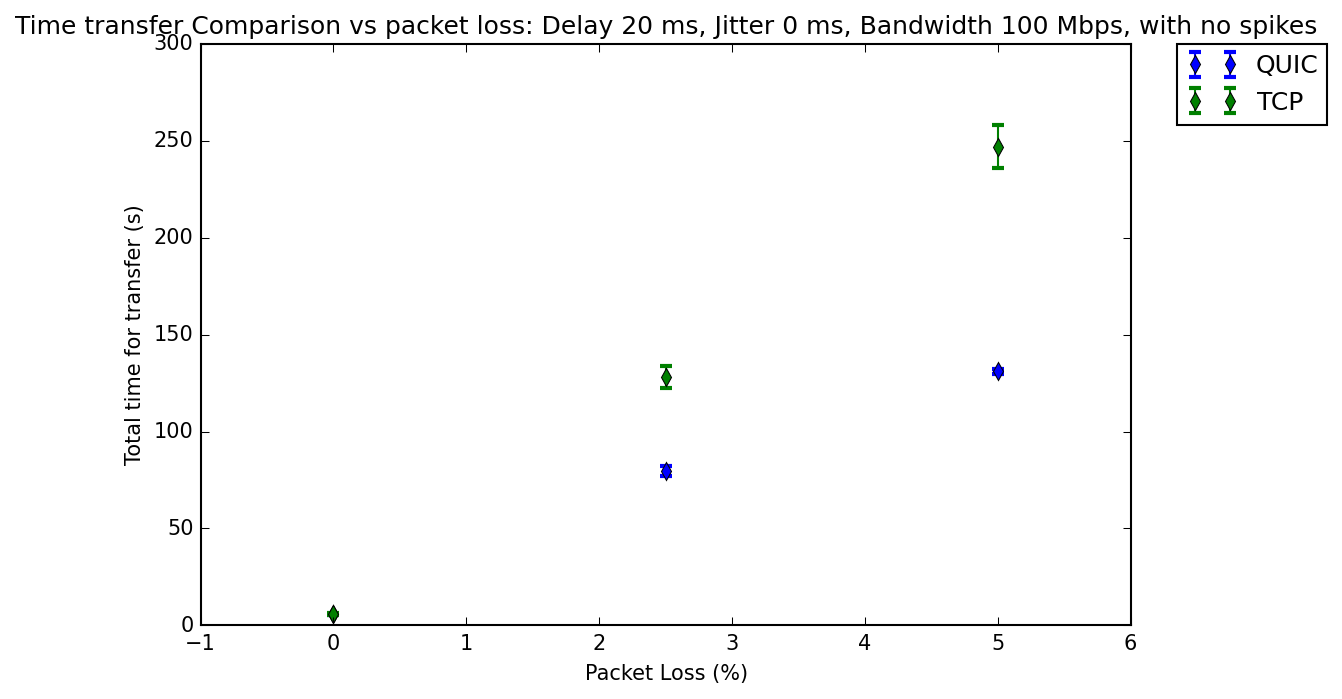 Time transfer Comparison vs packet loss: Delay 20 ms, Jitter 0 ms, Bandwidth 100 Mbps, with no spikes
QUIC
TCP
Total time for transfer (s)
300
250
200
150
100
50
0
−1 0 1 2 3 4 5 6
Packet Loss (%)